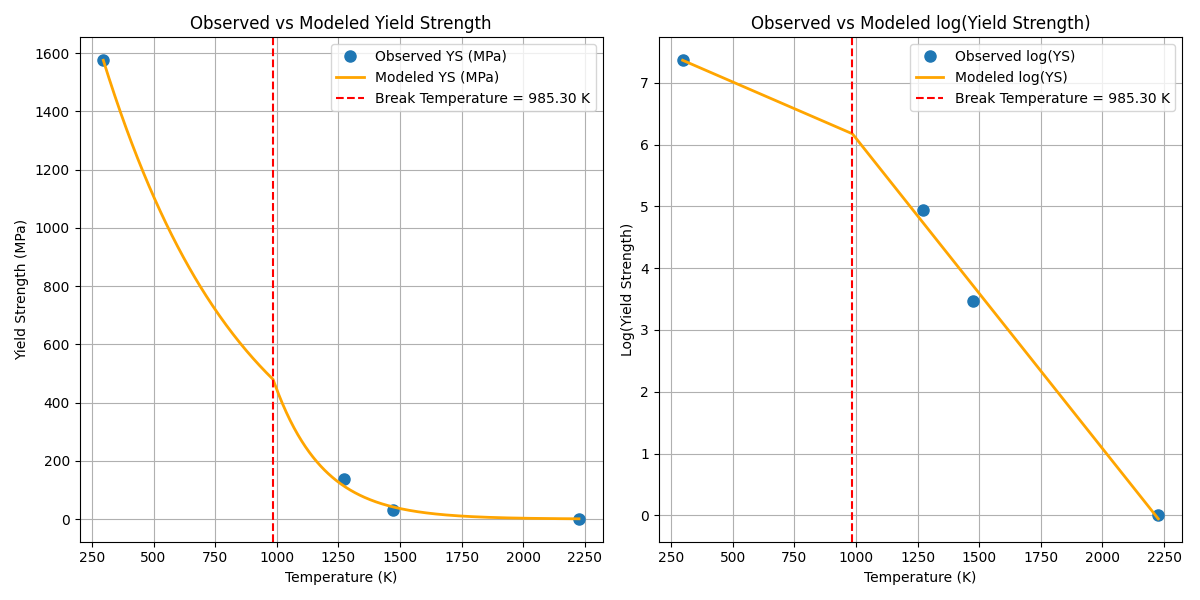 Observed vs Modeled Yield Strength
Observed YS (MPa)
Modeled YS (MPa)
Break Temperature = 985.30 K
Yield Strength (MPa)
1600
1400
1200
1000
800
600
400
200
0
250
500
750
1000
1250
1500
1750
2000
2250
Temperature (K)
Observed vs Modeled log(Yield Strength)
Observed log(YS)
Modeled log(YS)
Break Temperature = 985.30 K
Log(Yield Strength)
7
6
5
4
3
2
1
0
250
500
750
1000
1250
1500
1750
2000
2250
Temperature (K)